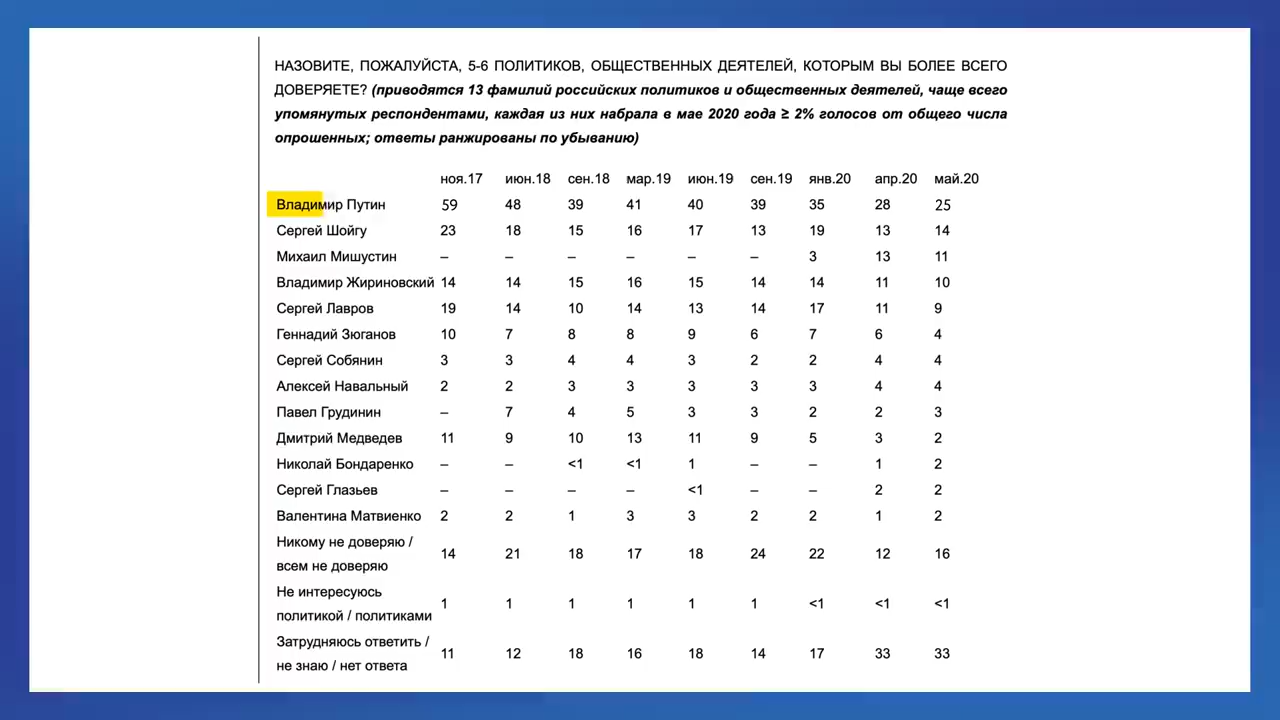 НАЗОВИТЕ, ПОЖАЛУЙСТА, 5-6 ПОЛИТИКОВ, ОБЩЕСТВЕННЫХ ДЕЯТЕЛЕЙ, КОТОРЫМ ВЫ БОЛЕЕ ВСЕГО
ДОВЕРЯЕТЕ? (приводятся 13 фамилий российских политиков и общественных деятелей, чаще всего
упомянутых респондентами, каждая из них набрала в мае 2020 года ≥ 2% голосов от общего числа
опрошенных; ответы ранжированы по убыванию)
ноя.17 июн.18 сен.18 мар.19 июн.19 сен.19 янв.20 апр.20 май.20
Владимир Путин 59 48 39 41 40 39 35 28 25
Сергей Шойгу 23 18 15 16 17 13 19 13 14
Михаил Мишустин – – – – – – 3 13 11
Владимир Жириновский 14 14 15 16 15 14 14 11 10
Сергей Лавров 19 14 10 14 13 14 17 11 9
Геннадий Зюганов 10 7 8 8 9 6 7 6 4
Сергей Собянин 3 3 4 4 3 2 2 4 4
Алексей Навальный 2 2 3 3 3 3 3 4 4
Павел Грудинин – 7 4 5 3 3 2 2 3
Дмитрий Медведев 11 9 10 13 11 9 5 3 2
Николай Бондаренко – – <1 <1 1 – – 1 2
Сергей Глазьев – – – – <1 – – 2 2
Валентина Матвиенко 2 2 1 3 3 2 2 1 2
Никому не доверяю /
всем не доверяю 14 21 18 17 18 24 22 12 16
Не интересуюсь
политикой / политиками 1 1 1 1 1 1 <1 <1 <1
Затрудняюсь ответить /
не знаю / нет ответа 11 12 18 16 18 14 17 33 33